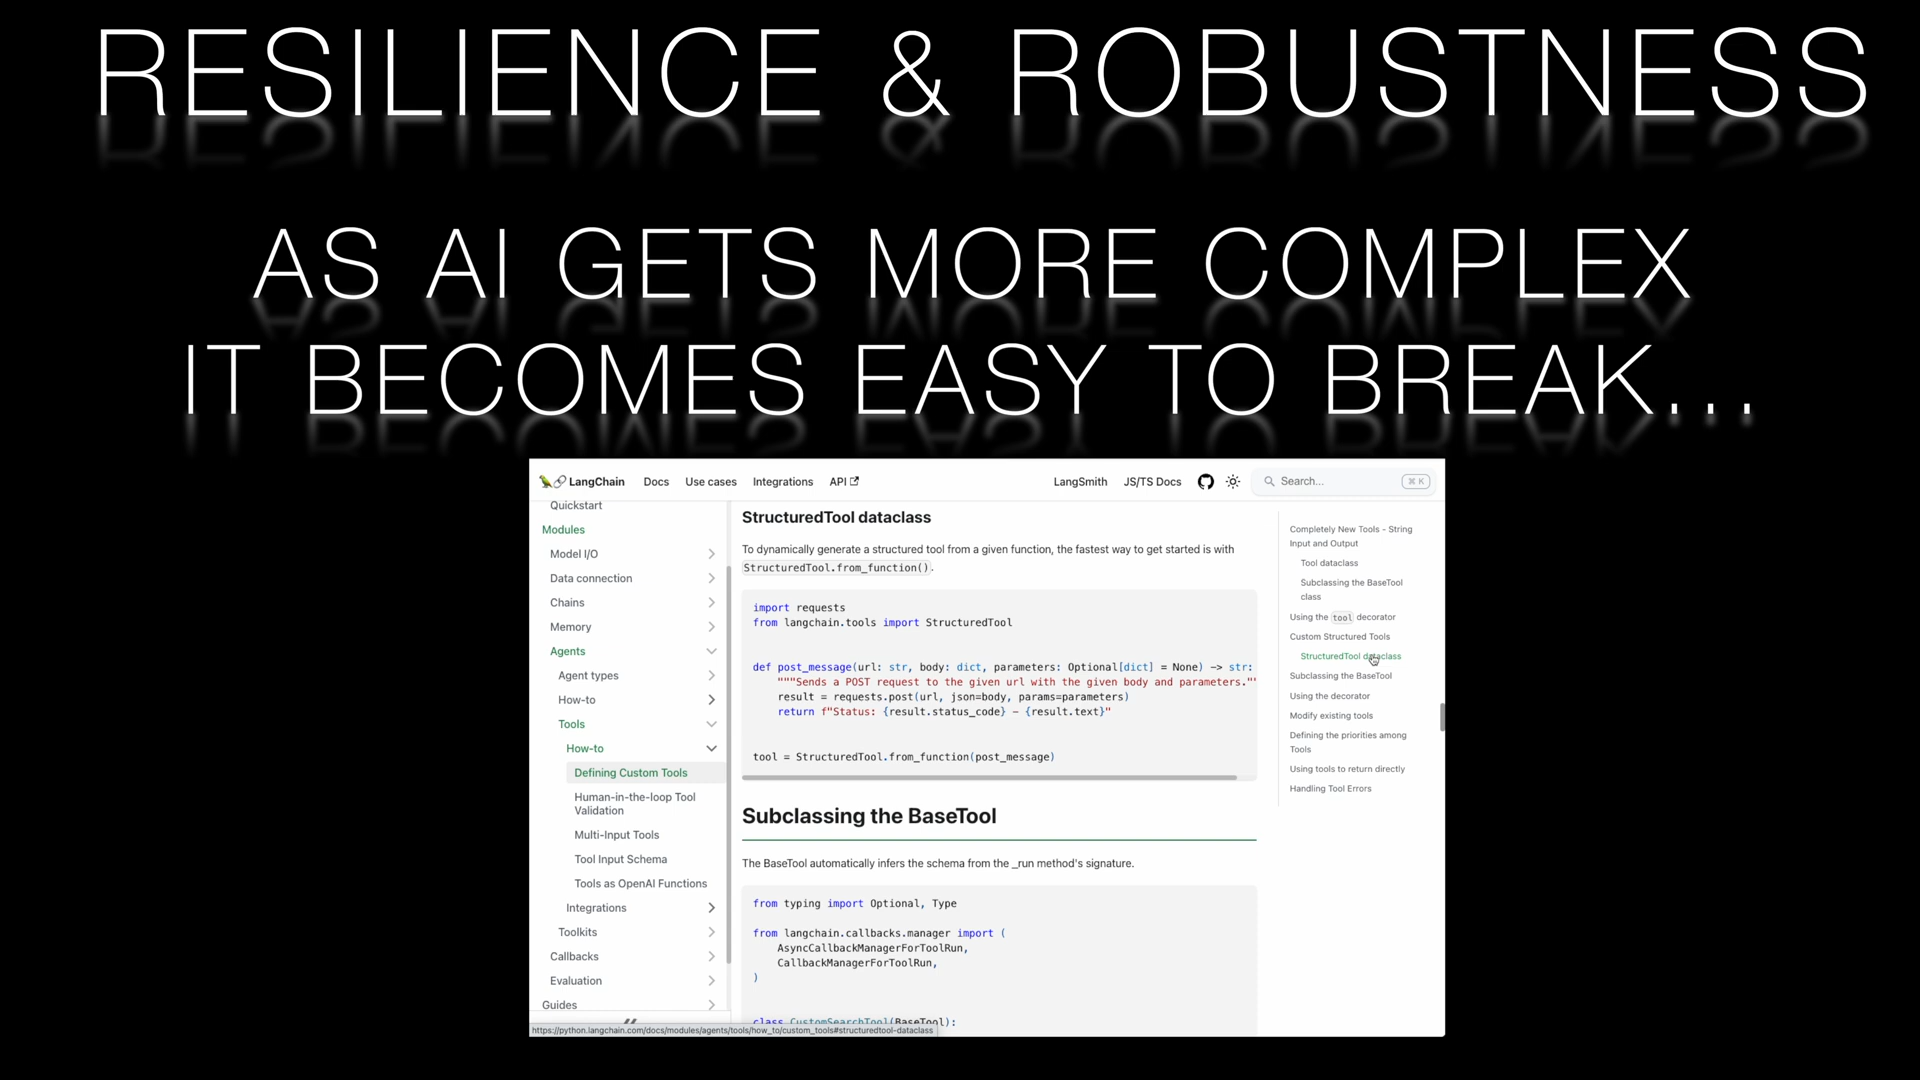 RESILIENCE & ROBUSTNESS
AS AI GETS MORE COMPLEX
IT BECOMES EASY TO BREAK...
LangChain Docs Use cases Integrations API LangSmith JS/TS Docs Search... ⌘ K
Quickstart
Modules
Model I/O
Data connection
Chains
Memory
Agents
Agent types
How-to
Tools
How-to
Defining Custom Tools
Human-in-the-loop Tool
Validation
Multi-Input Tools
Tool Input Schema
Tools as OpenAI Functions
Integrations
Toolkits
Callbacks
Evaluation
Guides
StructuredTool dataclass
To dynamically generate a structured tool from a given function, the fastest way to get started is with
StructuredTool.from_function().
import requests
from langchain.tools import StructuredTool
def post_message(url: str, body: dict, parameters: Optional[dict] = None) -> str:
"""Sends a POST request to the given url with the given body and parameters."""
result = requests.post(url, json=body, params=parameters)
return f"Status: {result.status_code} - {result.text}"
tool = StructuredTool.from_function(post_message)
Subclassing the BaseTool
The BaseTool automatically infers the schema from the _run method's signature.
from typing import Optional, Type
from langchain.callbacks.manager import (
AsyncCallbackManagerForToolRun,
CallbackManagerForToolRun,
)
class CustomSearchTool(BaseTool):
Completely New Tools - String
Input and Output
Tool dataclass
Subclassing the BaseTool
class
Using the tool decorator
Custom Structured Tools
StructuredTool dataclass
Subclassing the BaseTool
Using the decorator
Modify existing tools
Defining the priorities among
Tools
Using tools to return directly
Handling Tool Errors
https://python.langchain.com/docs/modules/agents/tools/how_to/custom_tools#structuredtool-dataclass